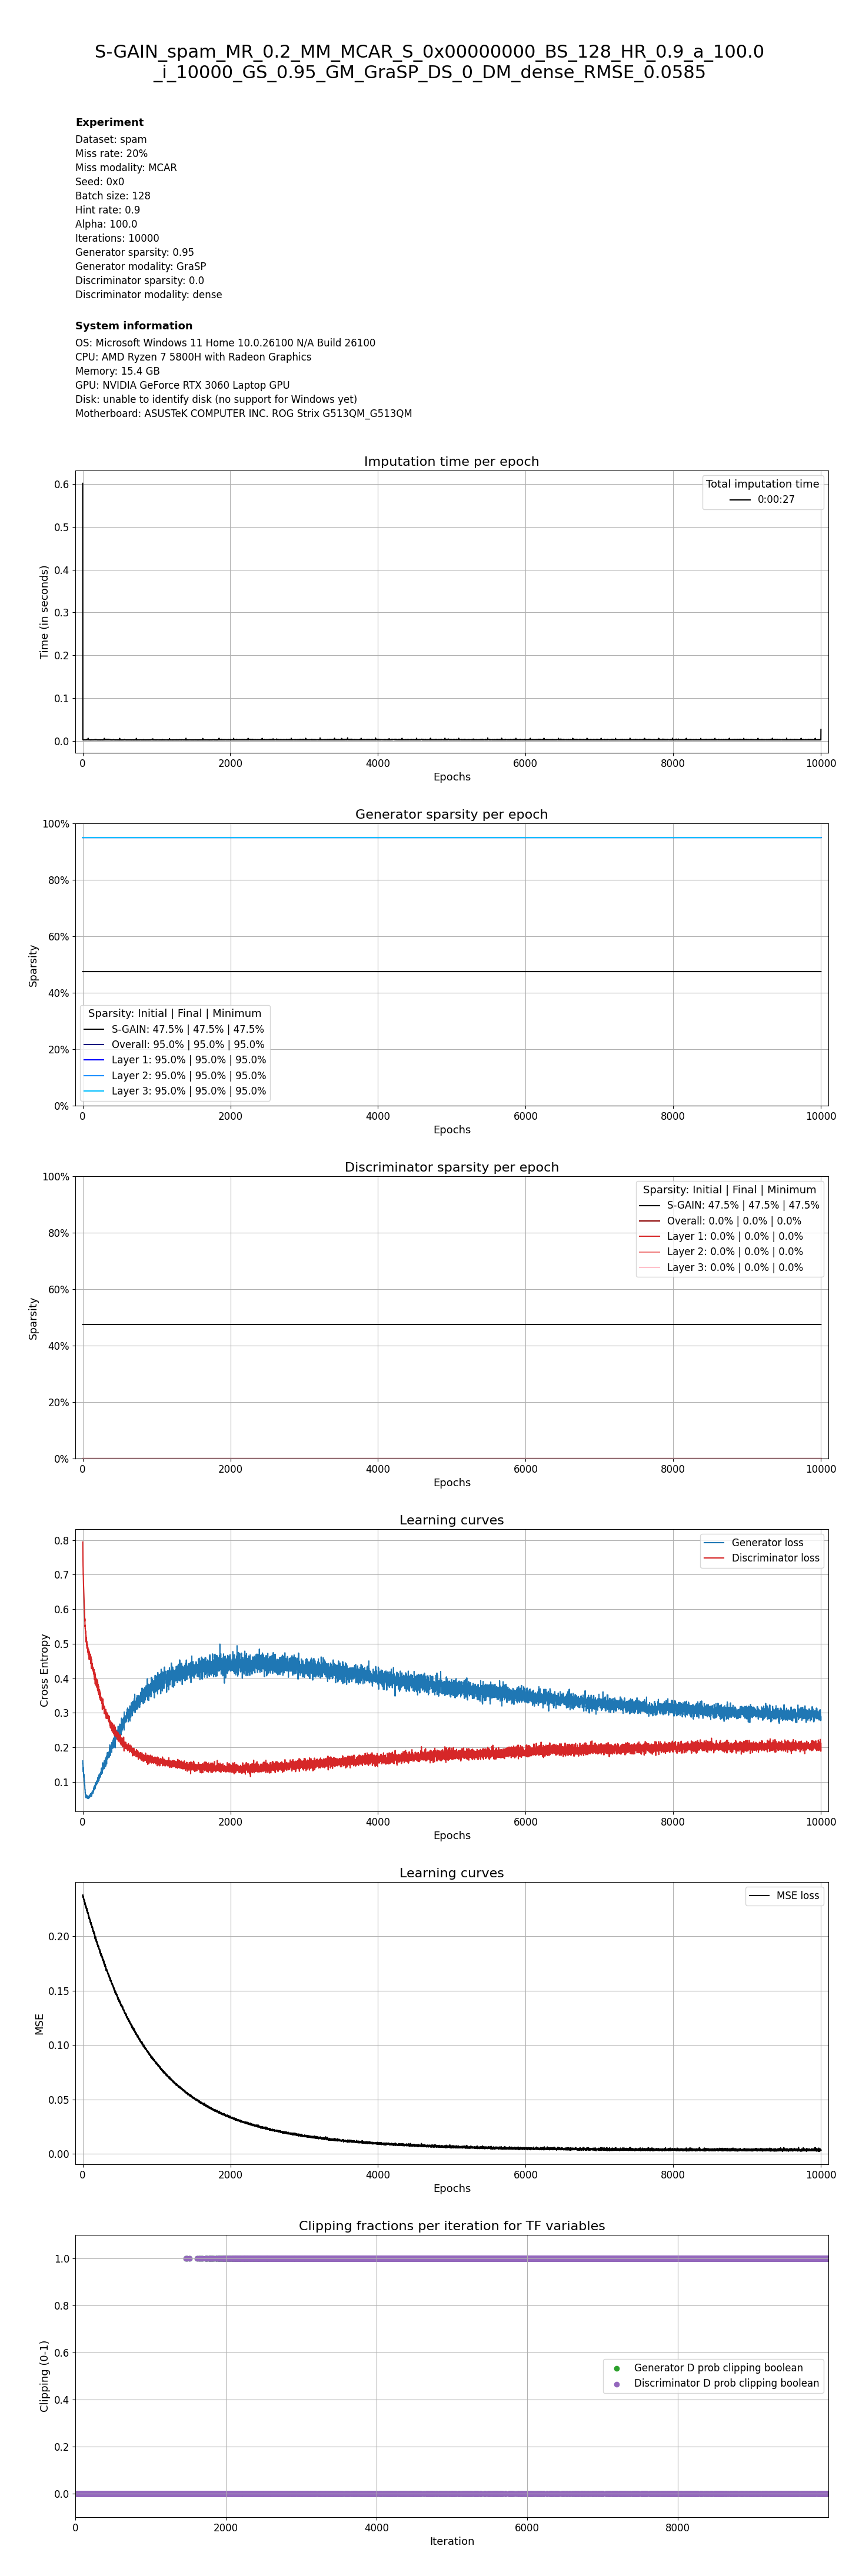 S-GAIN_spam_MR_0.2_MM_MCAR_S_0x00000000_BS_128_HR_0.9_a_100.0
_i_10000_GS_0.95_GM_GraSP_DS_0_DM_dense_RMSE_0.0585
Experiment
Dataset: spam
Miss rate: 20%
Miss modality: MCAR
Seed: 0x0
Batch size: 128
Hint rate: 0.9
Alpha: 100.0
Iterations: 10000
Generator sparsity: 0.95
Generator modality: GraSP
Discriminator sparsity: 0.0
Discriminator modality: dense
System information
OS: Microsoft Windows 11 Home 10.0.26100 N/A Build 26100
CPU: AMD Ryzen 7 5800H with Radeon Graphics
Memory: 15.4 GB
GPU: NVIDIA GeForce RTX 3060 Laptop GPU
Disk: unable to identify disk (no support for Windows yet)
Motherboard: ASUSTeK COMPUTER INC. ROG Strix G513QM_G513QM
Imputation time per epoch
Time (in seconds)
0.6
0.5
0.4
0.3
0.2
0.1
0.0
Total imputation time
0:00:27
0 2000 4000 6000 8000 10000
Epochs
Generator sparsity per epoch
Sparsity
100%
80%
60%
40%
20%
0%
Sparsity: Initial | Final | Minimum
S-GAIN: 47.5% | 47.5% | 47.5%
Overall: 95.0% | 95.0% | 95.0%
Layer 1: 95.0% | 95.0% | 95.0%
Layer 2: 95.0% | 95.0% | 95.0%
Layer 3: 95.0% | 95.0% | 95.0%
0 2000 4000 6000 8000 10000
Epochs
Discriminator sparsity per epoch
Sparsity
100%
80%
60%
40%
20%
0%
Sparsity: Initial | Final | Minimum
S-GAIN: 47.5% | 47.5% | 47.5%
Overall: 0.0% | 0.0% | 0.0%
Layer 1: 0.0% | 0.0% | 0.0%
Layer 2: 0.0% | 0.0% | 0.0%
Layer 3: 0.0% | 0.0% | 0.0%
0 2000 4000 6000 8000 10000
Epochs
Learning curves
Cross Entropy
0.8
0.7
0.6
0.5
0.4
0.3
0.2
0.1
Generator loss
Discriminator loss
0 2000 4000 6000 8000 10000
Epochs
Learning curves
MSE
0.20
0.15
0.10
0.05
0.00
MSE loss
0 2000 4000 6000 8000 10000
Epochs
Clipping fractions per iteration for TF variables
Clipping (0-1)
1.0
0.8
0.6
0.4
0.2
0.0
Generator D prob clipping boolean
Discriminator D prob clipping boolean
0 2000 4000 6000 8000
Iteration